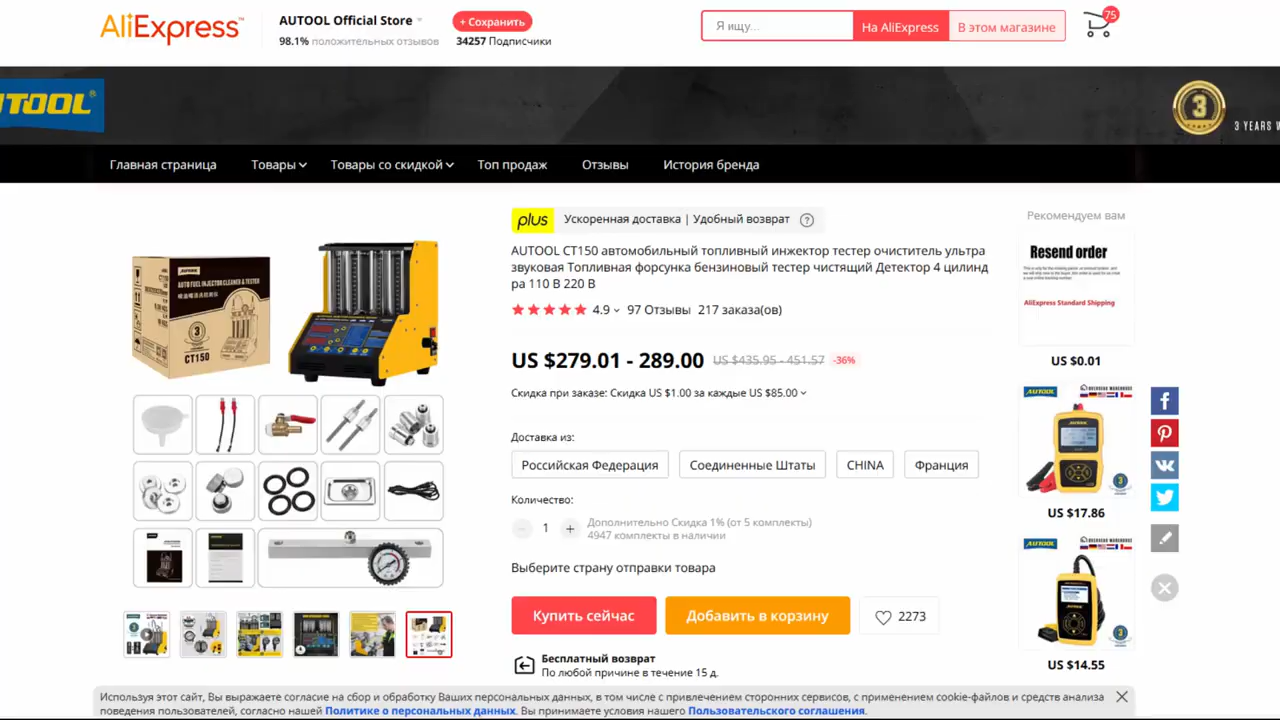 AliExpress™
AUTOOL Official Store
+ Сохранить
98.1% положительных отзывов
34257 Подписчики
Я ищу...
На AliExpress
В этом магазине
75
UTOOL®
3
3 YEARS W
Главная страница
Товары
Товары со скидкой
Топ продаж
Отзывы
История бренда
plus
Ускоренная доставка | Удобный возврат
?
AUTOOL CT150 автомобильный топливный инжектор тестер очиститель ультра
звуковая Топливная форсунка бензиновый тестер чистящий Детектор 4 цилинд
ра 110 В 220 В
4.9
97 Отзывы
217 заказа(ов)
US $279.01 - 289.00
US $435.95 - 451.57
-36%
Скидка при заказе: Скидка US $1.00 за каждые US $85.00
Доставка из:
Российская Федерация
Соединенные Штаты
CHINA
Франция
Количество:
1
+
Дополнительно Скидка 1% (от 5 комплекты)
4947 комплекты в наличии
Выберите страну отправки товара
Купить сейчас
Добавить в корзину
2273
Бесплатный возврат
По любой причине в течение 15 д.
AUTO FUEL INJECTOR CLEANER & TESTER
3
CT150
Рекомендуем вам
Resend order
AliExpress Standard Shipping
US $0.01
AUTOOL
US $17.86
AUTOOL
US $14.55
Используя этот сайт, Вы выражаете согласие на сбор и обработку Ваших персональных данных, в том числе с привлечением сторонних сервисов, с применением cookie-файлов и средств анализа
поведения пользователей, согласно нашей Политике о персональных данных. Вы принимаете условия нашего Пользовательского соглашения.